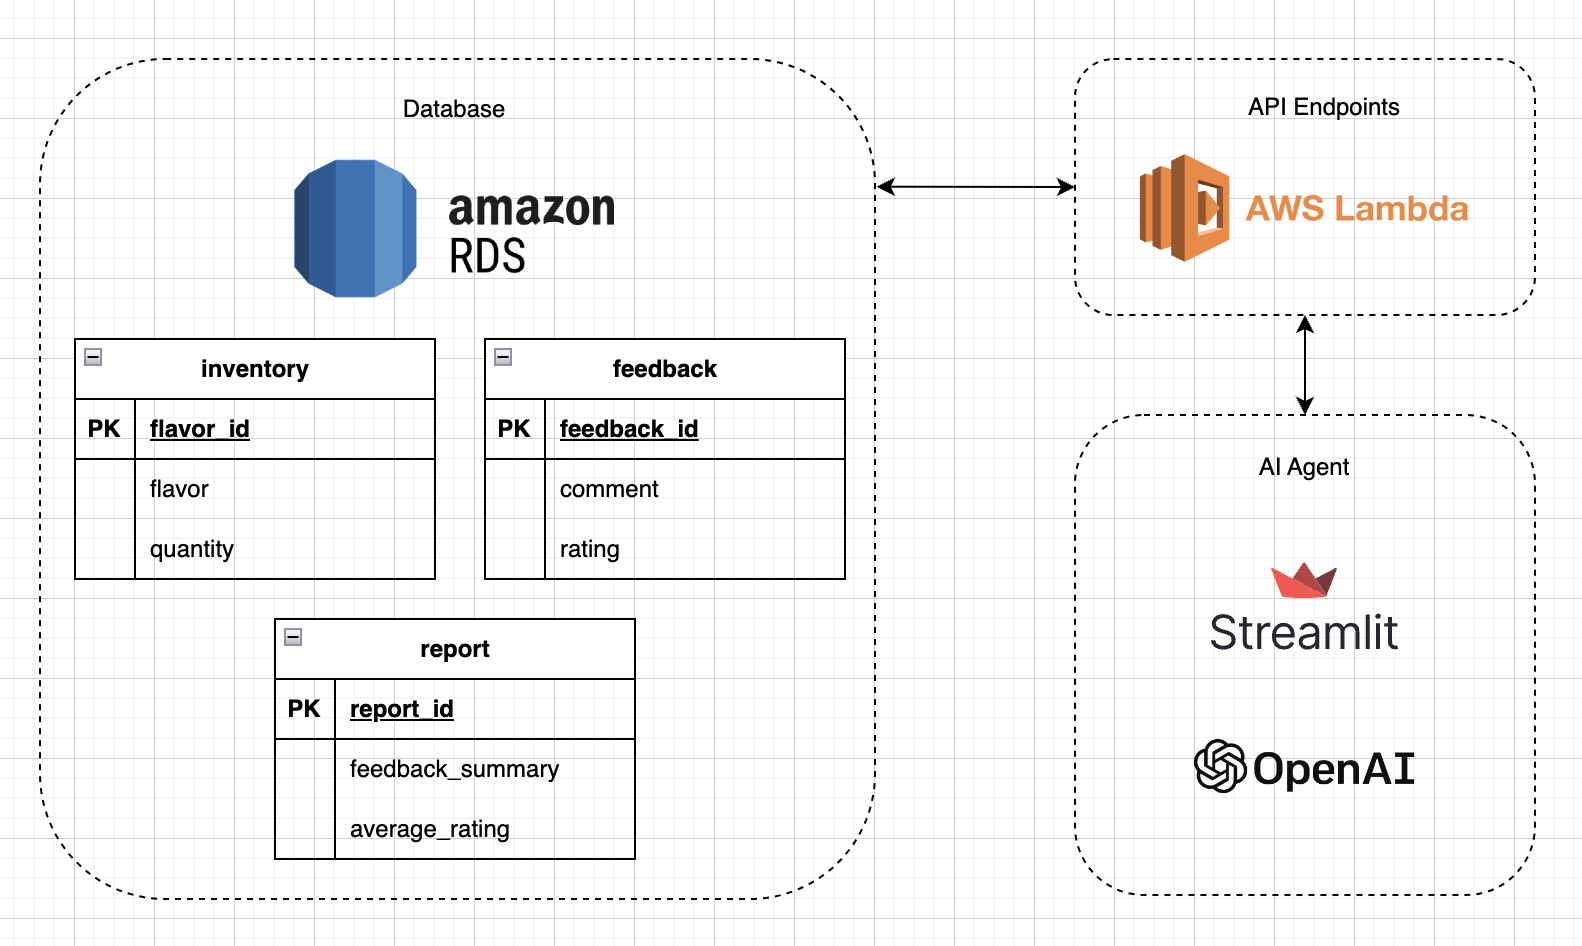 Database
amazon
RDS
inventory
PK flavor_id
flavor
quantity
feedback
PK feedback_id
comment
rating
report
PK report_id
feedback_summary
average_rating
API Endpoints
AWS Lambda
AI Agent
Streamlit
OpenAI